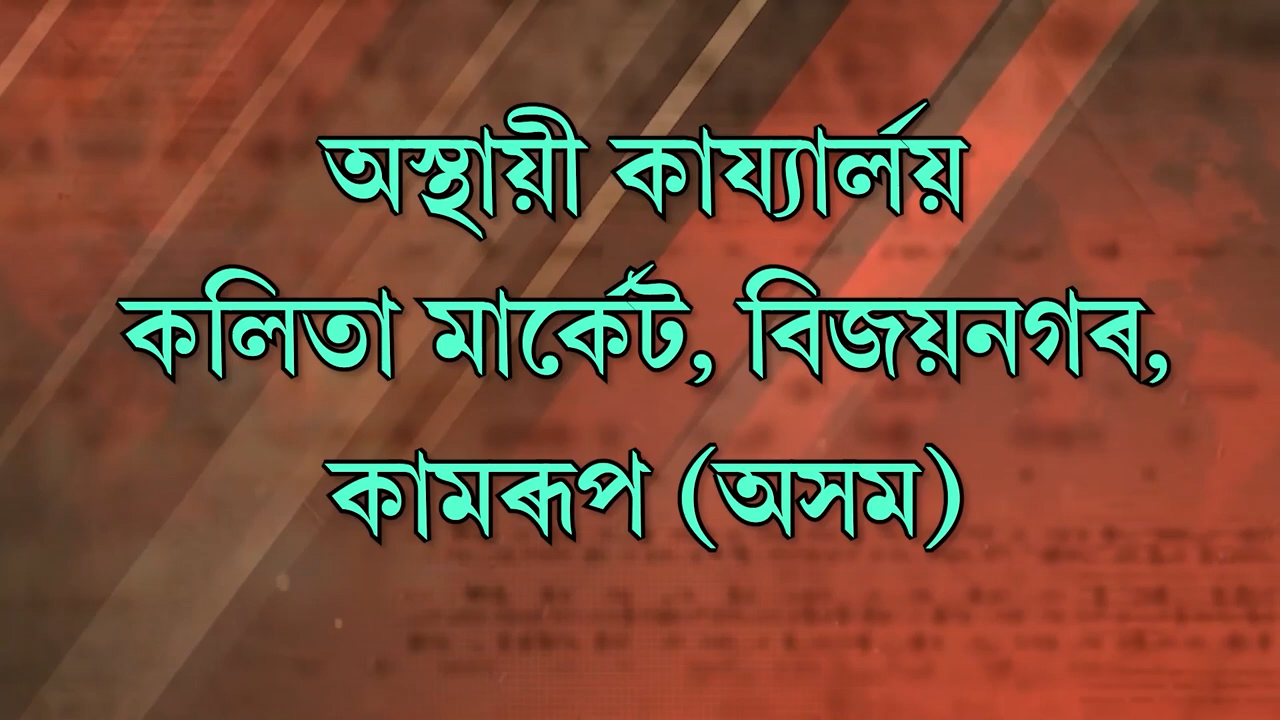 অস্থায়ী কায্যাৰ্লয়
কলিতা মাৰ্কেট, বিজয়নগৰ,
কামৰূপ (অসম)